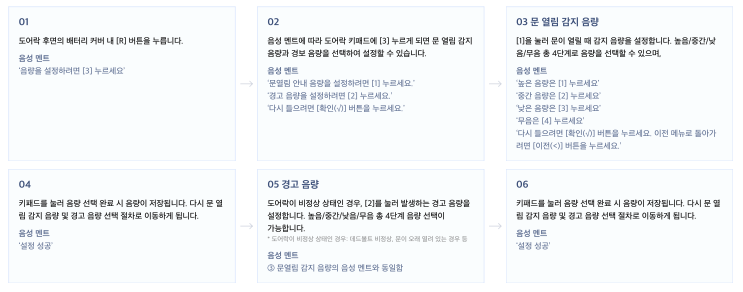 01
도어락 후면의 배터리 커버 내 [R] 버튼을 누릅니다.
음성 멘트
'음량을 설정하려면 [3] 누르세요'
02
음성 멘트에 따라 도어락 키패드에 [3] 누르게 되면 문 열림 감지
음량과 경보 음량을 선택하여 설정할 수 있습니다.
음성 멘트
'문열림 안내 음량을 설정하려면 [1] 누르세요.'
'경고 음량을 설정하려면 [2] 누르세요.'
'다시 들으려면 [확인(√)] 버튼을 누르세요.'
03 문 열림 감지 음량
[1]을 눌러 문이 열릴 때 감지 음량을 설정합니다. 높음/중간/낮
음/무음 총 4단계로 음량을 선택할 수 있으며,
음성 멘트
'높은 음량은 [1] 누르세요'
'중간 음량은 [2] 누르세요'
'낮은 음량은 [3] 누르세요'
'무음은 [4] 누르세요'
'다시 들으려면 [확인(√)] 버튼을 누르세요. 이전 메뉴로 돌아가
려면 [이전(<)] 버튼을 누르세요.'
04
키패드를 눌러 음량 선택 완료 시 음량이 저장됩니다. 다시 문 열
림 감지 음량 및 경고 음량 선택 절차로 이동하게 됩니다.
음성 멘트
'설정 성공'
05 경고 음량
도어락이 비정상 상태인 경우, [2]를 눌러 발생하는 경고 음량을
설정합니다. 높음/중간/낮음/무음 총 4단계 음량 선택이
가능합니다.
* 도어락이 비정상 상태인 경우: 데드볼트 비정상, 문이 오래 열려 있는 경우 등
음성 멘트
③ 문열림 감지 음량의 음성 멘트와 동일함
06
키패드를 눌러 음량 선택 완료 시 음량이 저장됩니다. 다시 문 열
림 감지 음량 및 경고 음량 선택 절차로 이동하게 됩니다.
음성 멘트
'설정 성공'